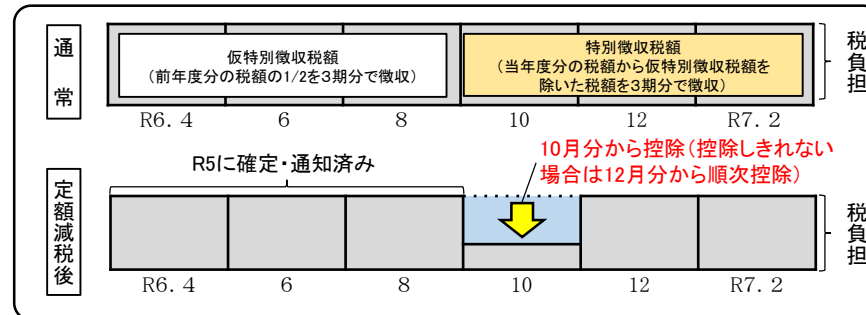 通常
仮特別徴収税額
(前年度分の税額の1/2を3期分で徴収)
特別徴収税額
(当年度分の税額から仮特別徴収税額を
除いた税額を3期分で徴収)
税負担
R6.4
6
8
10
12
R7.2
R5に確定・通知済み
10月分から控除(控除しきれない
場合は12月分から順次控除)
定額減税後
税負担
R6.4
6
8
10
12
R7.2